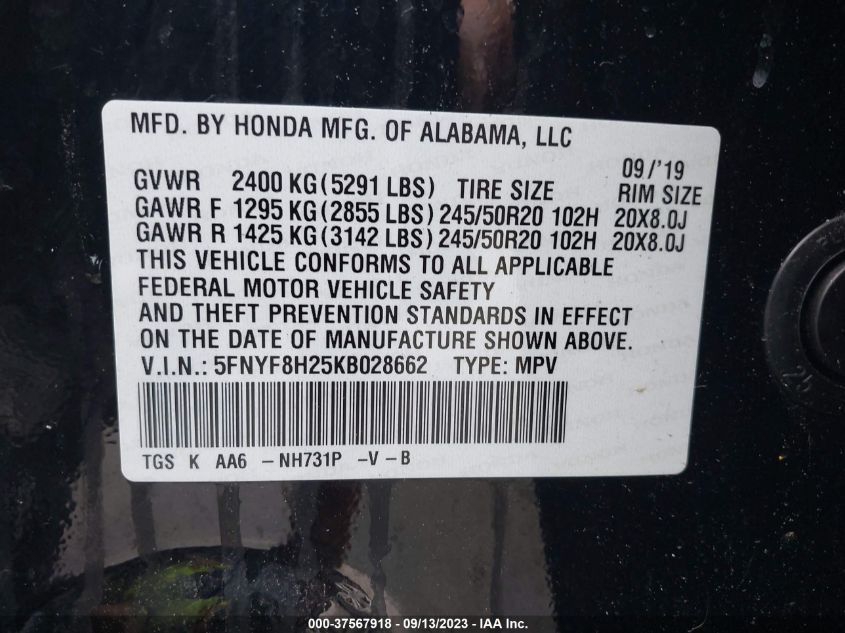 MFD. BY HONDA MFG. OF ALABAMA, LLC
09/'19
GVWR 2400 KG(5291 LBS) TIRE SIZE RIM SIZE
GAWR F 1295 KG(2855 LBS) 245/50R20 102H 20X8.0J
GAWR R 1425 KG(3142 LBS) 245/50R20 102H 20X8.0J
THIS VEHICLE CONFORMS TO ALL APPLICABLE
FEDERAL MOTOR VEHICLE SAFETY
AND THEFT PREVENTION STANDARDS IN EFFECT
ON THE DATE OF MANUFACTURE SHOWN ABOVE.
V.I.N.: 5FNYF8H25KB028662 TYPE: MPV
TGS K AA6 -NH731P -V -B
25
000-37567918 - 09/13/2023 - IAA Inc.